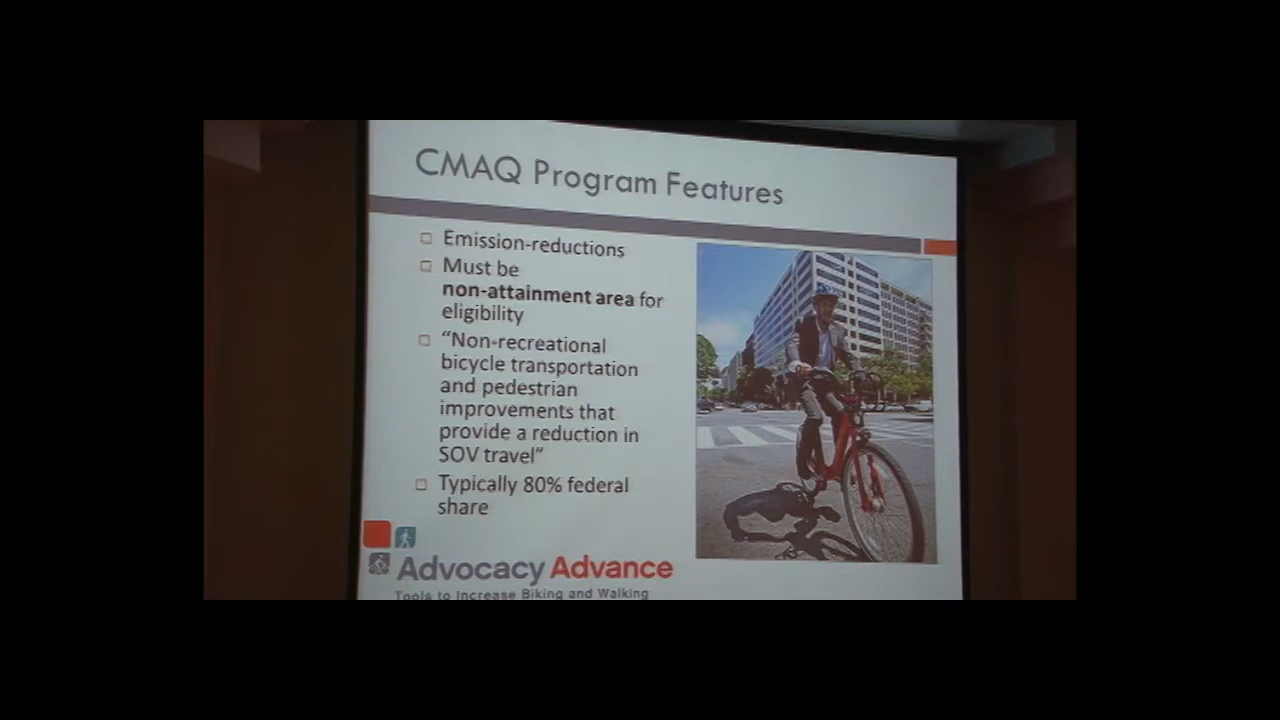 CMAQ Program Features
Emission-reductions
Must be
non-attainment area for
eligibility
“Non-recreational
bicycle transportation
and pedestrian
improvements that
provide a reduction in
SOV travel”
Typically 80% federal
share
Advocacy Advance
Tools to Increase Biking and Walking